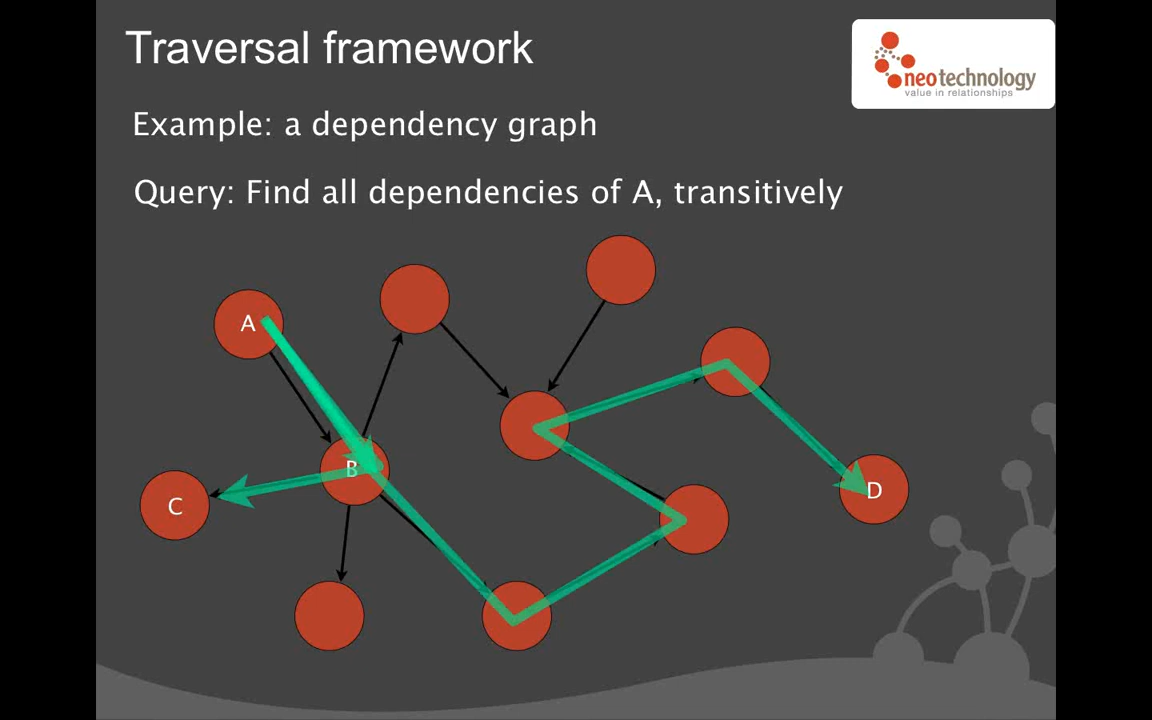 Traversal framework
neotechnology
value in relationships
Example: a dependency graph
Query: Find all dependencies of A, transitively
A
B
C
D